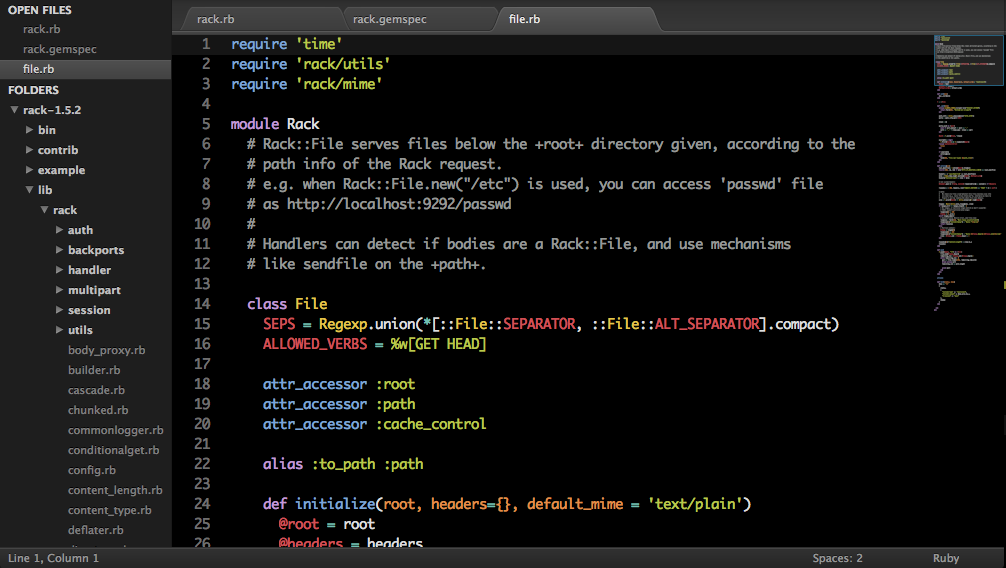 OPEN FILES
rack.rb
rack.gemspec
file.rb
FOLDERS
rack-1.5.2
bin
contrib
example
lib
rack
auth
backports
handler
multipart
session
utils
body_proxy.rb
builder.rb
cascade.rb
chunked.rb
commonlogger.rb
conditionalget.rb
config.rb
content_length.rb
content_type.rb
deflater.rb
rack.rb rack.gemspec file.rb
1 require 'time'
2 require 'rack/utils'
3 require 'rack/mime'
4
5 module Rack
6 # Rack::File serves files below the +root+ directory given, according to the
7 # path info of the Rack request.
8 # e.g. when Rack::File.new("/etc") is used, you can access 'passwd' file
9 # as http://localhost:9292/passwd
10 #
11 # Handlers can detect if bodies are a Rack::File, and use mechanisms
12 # like sendfile on the +path+.
13
14 class File
15 SEPS = Regexp.union(*[::File::SEPARATOR, ::File::ALT_SEPARATOR].compact)
16 ALLOWED_VERBS = %w[GET HEAD]
17
18 attr_accessor :root
19 attr_accessor :path
20 attr_accessor :cache_control
21
22 alias :to_path :path
23
24 def initialize(root, headers={}, default_mime = 'text/plain')
25 @root = root
26 @headers = headers
Line 1, Column 1 Spaces: 2 Ruby